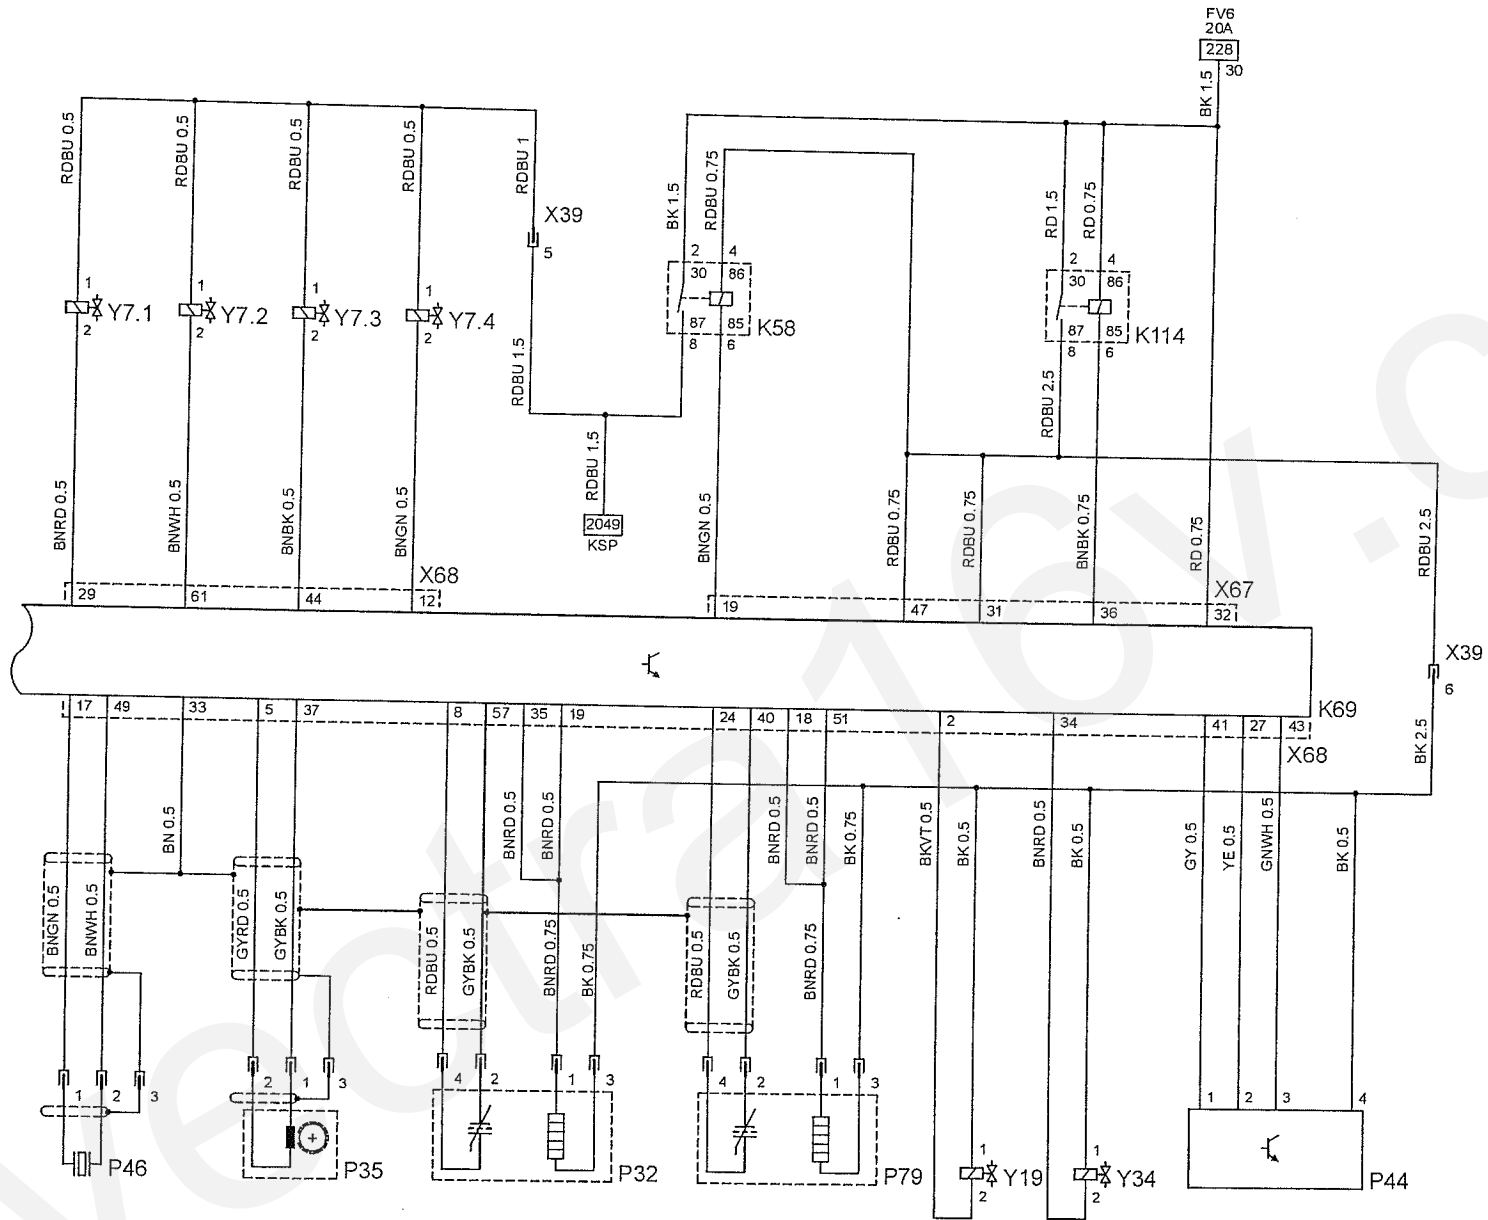 FV6
20A
228
30
BK 1.5
RDBU 0.5
RDBU 0.5
RDBU 0.5
RDBU 0.5
RDBU 1
X39
5
BK 1.5
RDBU 0.75
RD 1.5
RD 0.75
2 4
30 86
87 85
8 6
K58
2 4
30 86
87 85
8 6
K114
1
Y7.1
2
1
Y7.2
2
1
Y7.3
2
1
Y7.4
2
RDBU 1.5
RDBU 2.5
RDBU 1.5
2049
KSP
BNRD 0.5
BNWH 0.5
BNBK 0.5
BNGN 0.5
BNGN 0.5
RDBU 0.75
RDBU 0.75
BNBK 0.75
RD 0.75
RDBU 2.5
X68
29 61 44 12
X67
19 47 31 36 32
X39
6
BK 2.5
K69
17 49 33 5 37 8 57 35 19 24 40 18 51 2 34 41 27 43
X68
BN 0.5
BNRD 0.5
BNRD 0.5
BNRD 0.5
BNRD 0.5
BK 0.75
BKVT 0.5
BK 0.5
BNRD 0.5
BK 0.5
GY 0.5
YE 0.5
GNWH 0.5
BK 0.5
BNGN 0.5
BNWH 0.5
GYRD 0.5
GYBK 0.5
RDBU 0.5
GYBK 0.5
BNRD 0.75
BK 0.75
RDBU 0.5
GYBK 0.5
BNRD 0.75
1 2 3
P46
2 1 3
P35
4 2 1 3
P32
4 2 1 3
P79
1
Y19
2
1
Y34
2
1 2 3 4
P44
vectra16v.c